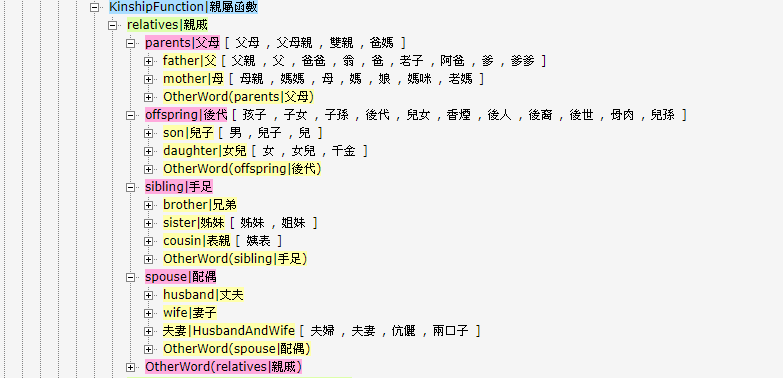 KinshipFunction|親屬函數
relatives|親戚
parents|父母 [ 父母 , 父母親 , 雙親 , 爸媽 ]
father|父 [ 父親 , 父 , 爸爸 , 翁 , 爸 , 老子 , 阿爸 , 爹 , 爹爹 ]
mother|母 [ 母親 , 媽媽 , 母 , 媽 , 娘 , 媽咪 , 老媽 ]
OtherWord(parents|父母)
offspring|後代 [ 孩子 , 子女 , 子孫 , 後代 , 兒女 , 香煙 , 後人 , 後裔 , 後世 , 骨肉 , 兒孫 ]
son|兒子 [ 男 , 兒子 , 兒 ]
daughter|女兒 [ 女 , 女兒 , 千金 ]
OtherWord(offspring|後代)
sibling|手足
brother|兄弟
sister|姊妹 [ 姊妹 , 姐妹 ]
cousin|表親 [ 姨表 ]
OtherWord(sibling|手足)
spouse|配偶
husband|丈夫
wife|妻子
夫妻|HusbandAndWife [ 夫婦 , 夫妻 , 伉儷 , 兩口子 ]
OtherWord(spouse|配偶)
OtherWord(relatives|親戚)